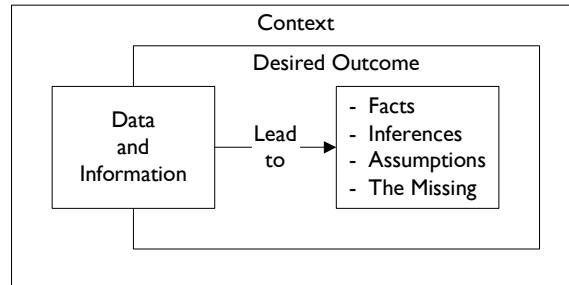 Context
Desired Outcome
Data
and
Information
Lead
to
- Facts
- Inferences
- Assumptions
- The Missing